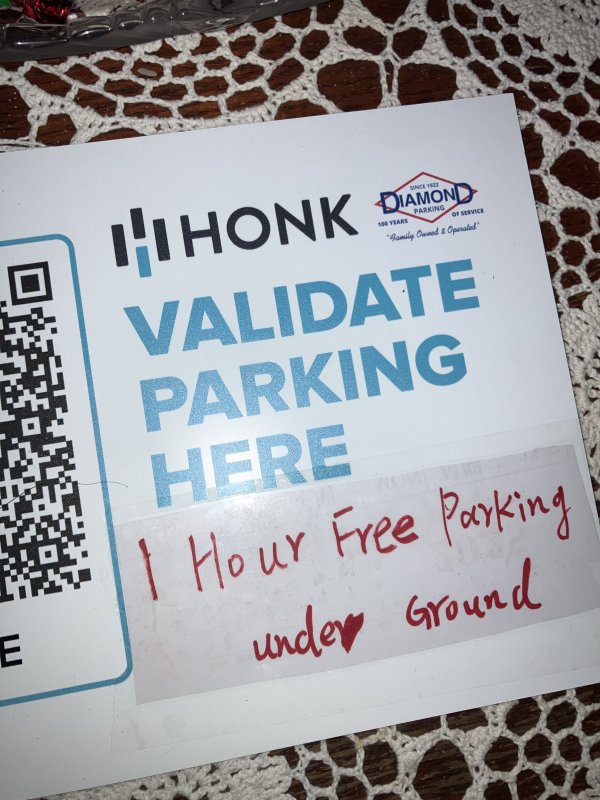 HONK
SINCE 1922
DIAMOND
PARKING
100 YEARS OF SERVICE
"Family Owned & Operated"
VALIDATE
PARKING
HERE
1 Hour Free Parking
under Ground
E